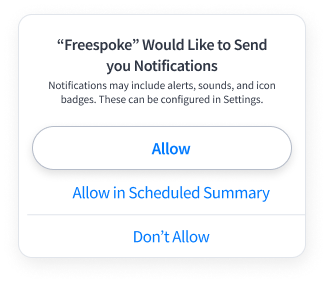 “Freespoke” Would Like to Send
you Notifications
Notifications may include alerts, sounds, and icon
badges. These can be configured in Settings.
Allow
Allow in Scheduled Summary
Don’t Allow